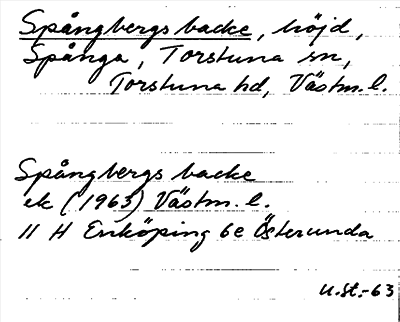 Spångbergs backe, höjd,
Spånga, Torstuna sn,
Torstuna hd, Västm. l.
Spångbergs backe
ek (1963) Västm. l.
11 H Enköping 6e Österunda
U.St.-63